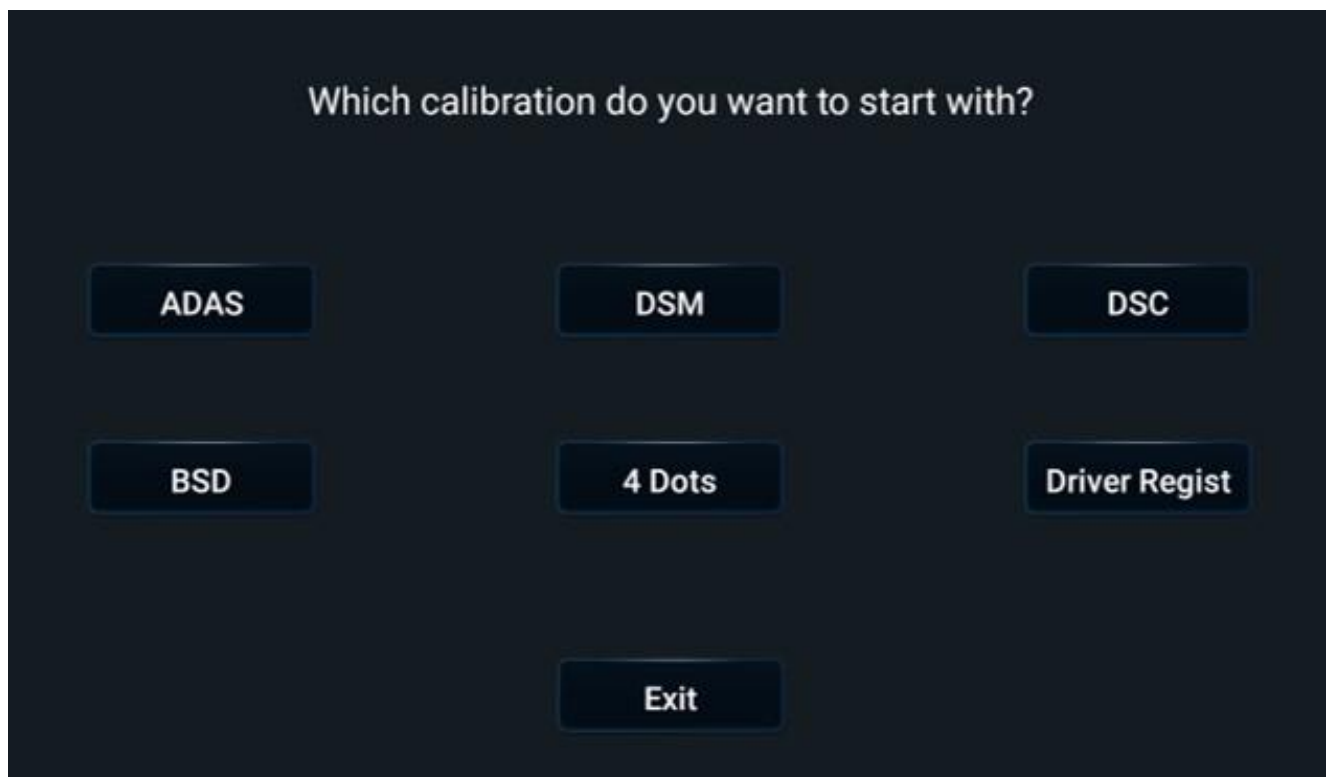 Which calibration do you want to start with?
ADAS
DSM
DSC
BSD
4 Dots
Driver Regist
Exit